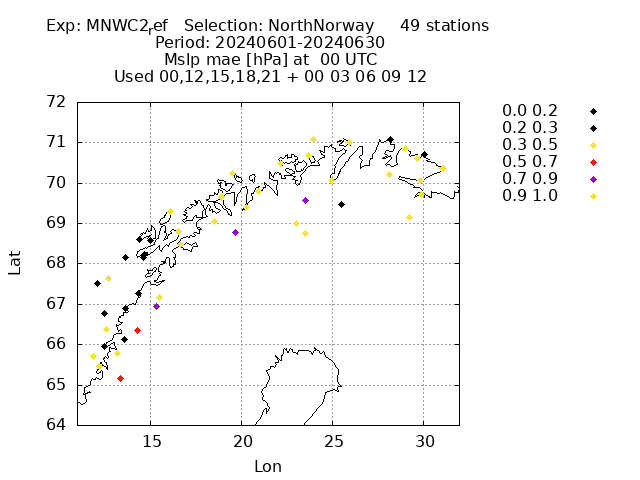 Exp: MNWC2ref   Selection: NorthNorway     49 stations
Period: 20240601-20240630
Mslp mae [hPa] at  00 UTC
Used 00,12,15,18,21 + 00 03 06 09 12
72
71
70
69
68
67
66
65
64
Lat
15 20 25 30
Lon
0.0 0.2
0.2 0.3
0.3 0.5
0.5 0.7
0.7 0.9
0.9 1.0